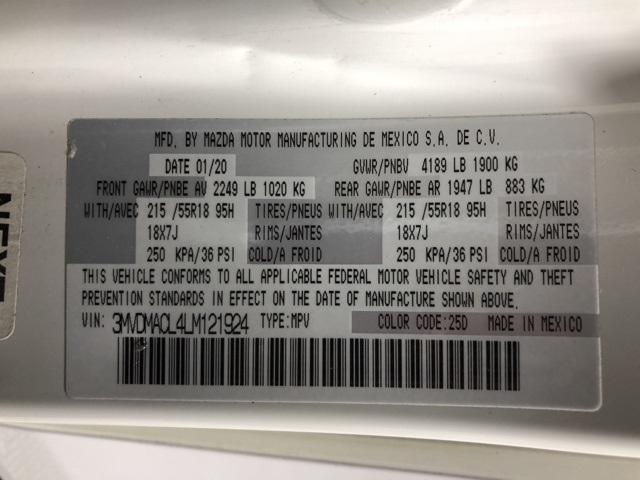 MFD. BY MAZDA MOTOR MANUFACTURING DE MEXICO S.A. DE C.V.
DATE 01/20 GVWR/PNBV 4189 LB 1900 KG
FRONT GAWR/PNBE AV 2249 LB 1020 KG REAR GAWR/PNBE AR 1947 LB 883 KG
WITH/AVEC 215 /55R18 95H TIRES/PNEUS WITH/AVEC 215 /55R18 95H TIRES/PNEUS
18X7J RIMS/JANTES 18X7J RIMS/JANTES
250 KPA/36 PSI COLD/A FROID 250 KPA/36 PSI COLD/A FROID
THIS VEHICLE CONFORMS TO ALL APPLICABLE FEDERAL MOTOR VEHICLE SAFETY AND THEFT
PREVENTION STANDARDS IN EFFECT ON THE DATE OF MANUFACTURE SHOWN ABOVE.
VIN: 3MVDMACL4LM121924 TYPE:MPV COLOR CODE:25D MADE IN MEXICO